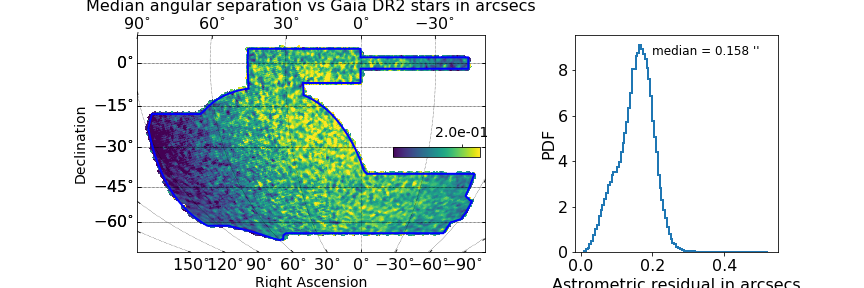 Median angular separation vs Gaia DR2 stars in arcsecs
90° 60° 30° 0° −30°
0°
−15°
−30°
−45°
−60°
Declination
2.0e-01
150° 120° 90° 60° 30° 0° −30° −60° −90°
Right Ascension
median = 0.158 ''
PDF
8
6
4
2
0
0.0 0.2 0.4
Astrometric residual in arcsecs